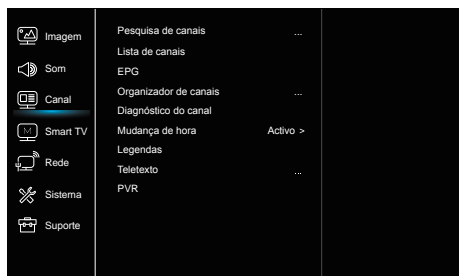 Imagem
Som
Canal
M
Smart TV
Rede
Sistema
Suporte
Pesquisa de canais ...
Lista de canais
EPG
Organizador de canais ...
Diagnóstico do canal
Mudança de hora Activo >
Legendas
Teletexto ...
PVR